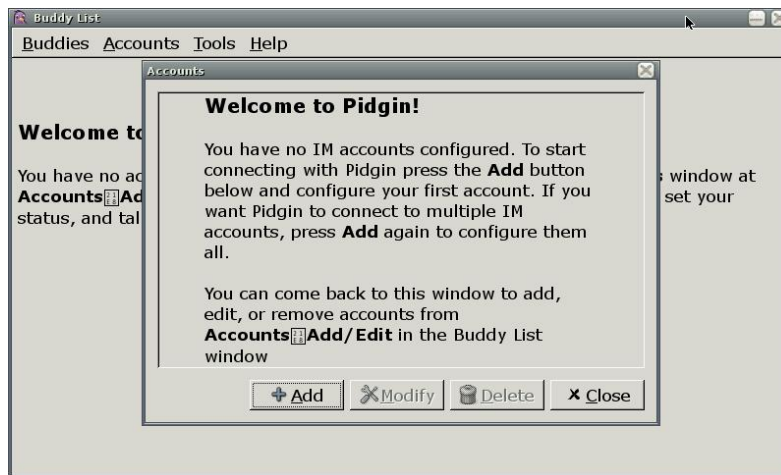 Buddy List
Buddies Accounts Tools Help
Accounts
Welcome to
You have no
Accounts
status, and
window at
set your
Welcome to Pidgin!
You have no IM accounts configured. To start
connecting with Pidgin press the Add button
below and configure your first account. If you
want Pidgin to connect to multiple IM
accounts, press Add again to configure them
all.
You can come back to this window to add,
edit, or remove accounts from
Accounts Add/Edit in the Buddy List
window
Add Modify Delete Close